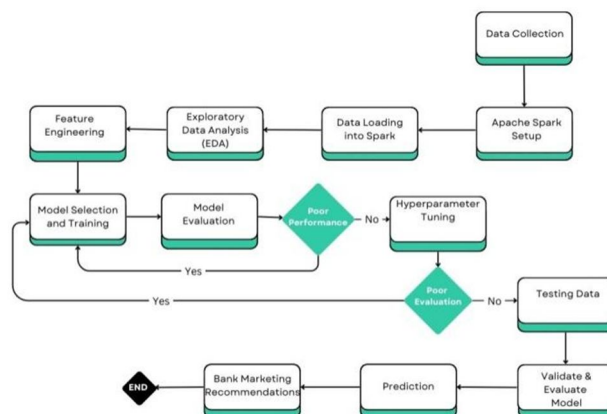 Data Collection
Feature
Engineering
Exploratory
Data Analysis
(EDA)
Data Loading
into Spark
Apache Spark
Setup
Model Selection
and Training
Model
Evaluation
Poor
Performance
No
Hyperparameter
Tuning
Yes
Yes
Poor
Evaluation
No
Testing Data
END
Bank Marketing
Recommendations
Prediction
Validate &
Evaluate
Model